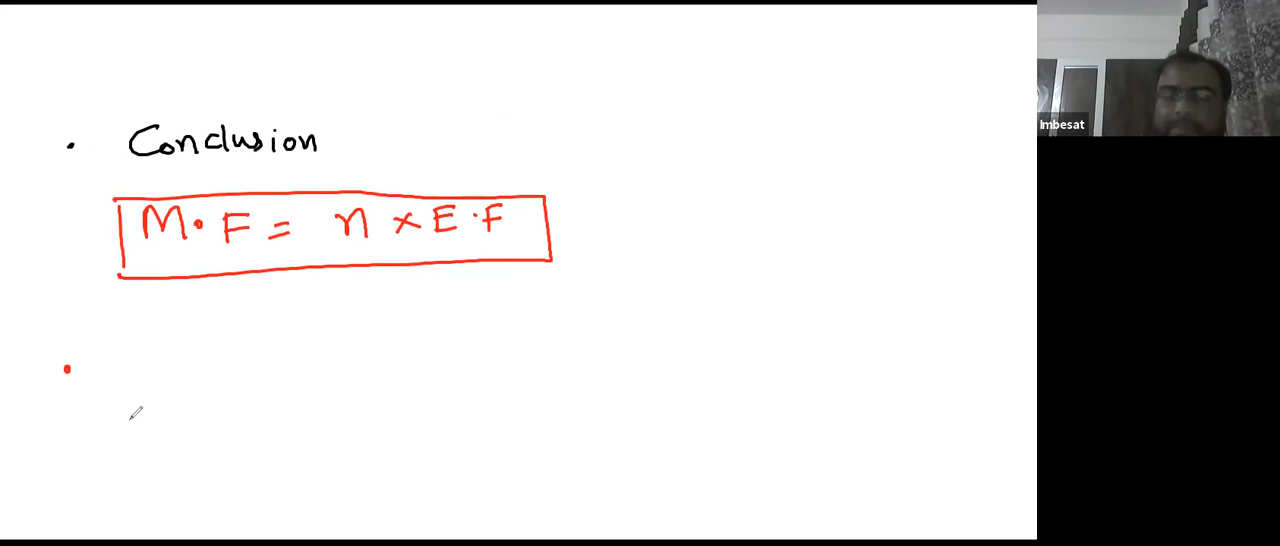 Conclusion
M.F = n × E.F
Imbesat